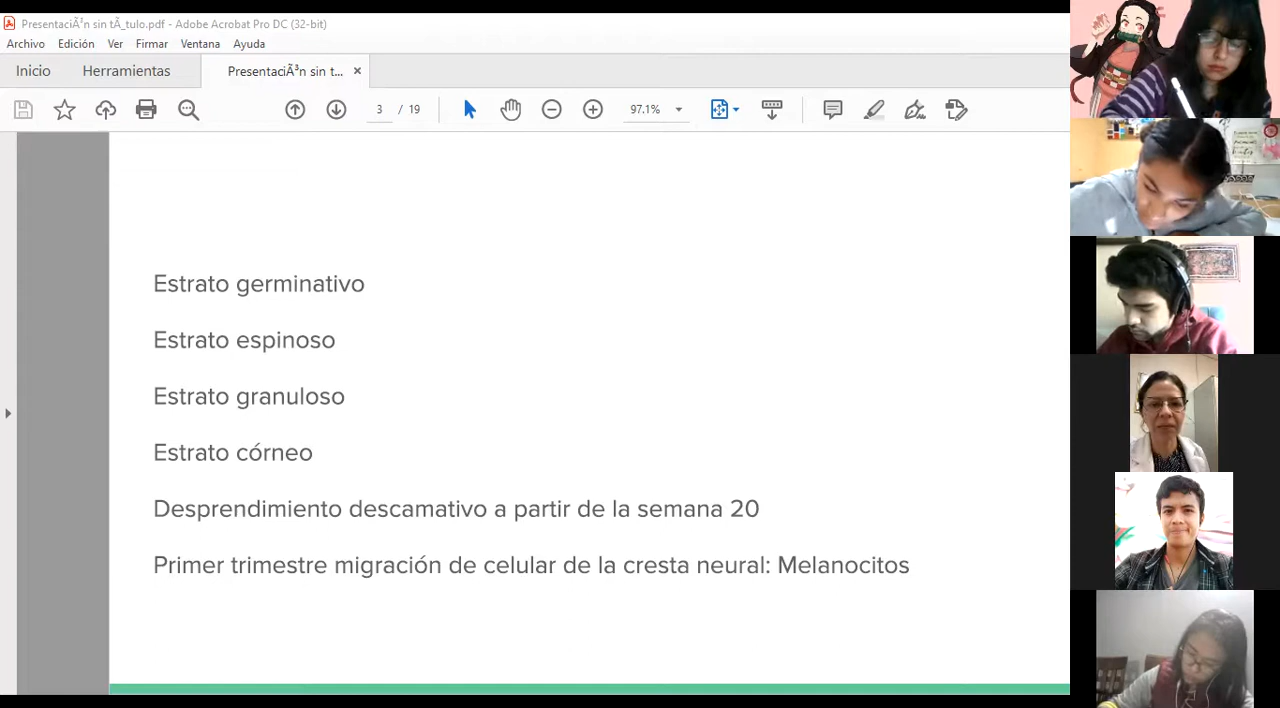 PresentaciÃ³n sin tÃ_tulo.pdf - Adobe Acrobat Pro DC (32-bit)
Archivo Edición Ver Firmar Ventana Ayuda
Inicio Herramientas PresentaciÃ³n sin t... ×
3 / 19 97.1%
Estrato germinativo
Estrato espinoso
Estrato granuloso
Estrato córneo
Desprendimiento descamativo a partir de la semana 20
Primer trimestre migración de celular de la cresta neural: Melanocitos